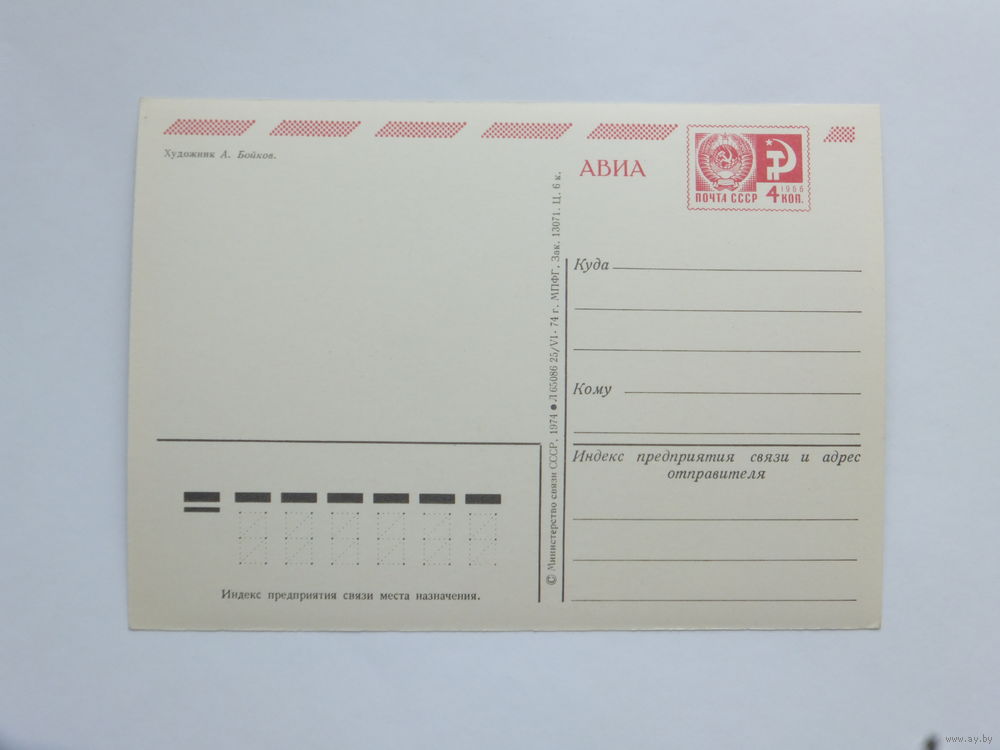 Художник А. Бойков.
АВИА
ПОЧТА СССР
1966
4 КОП.
Куда
Кому
Индекс предприятия связи и адрес
отправителя
© Министерство связи СССР, 1974 ● Л 65086 25/VI - 74 г. МПФГ. Зак. 13071. Ц. 6 к.
Индекс предприятия связи места назначения.
www.ay.by